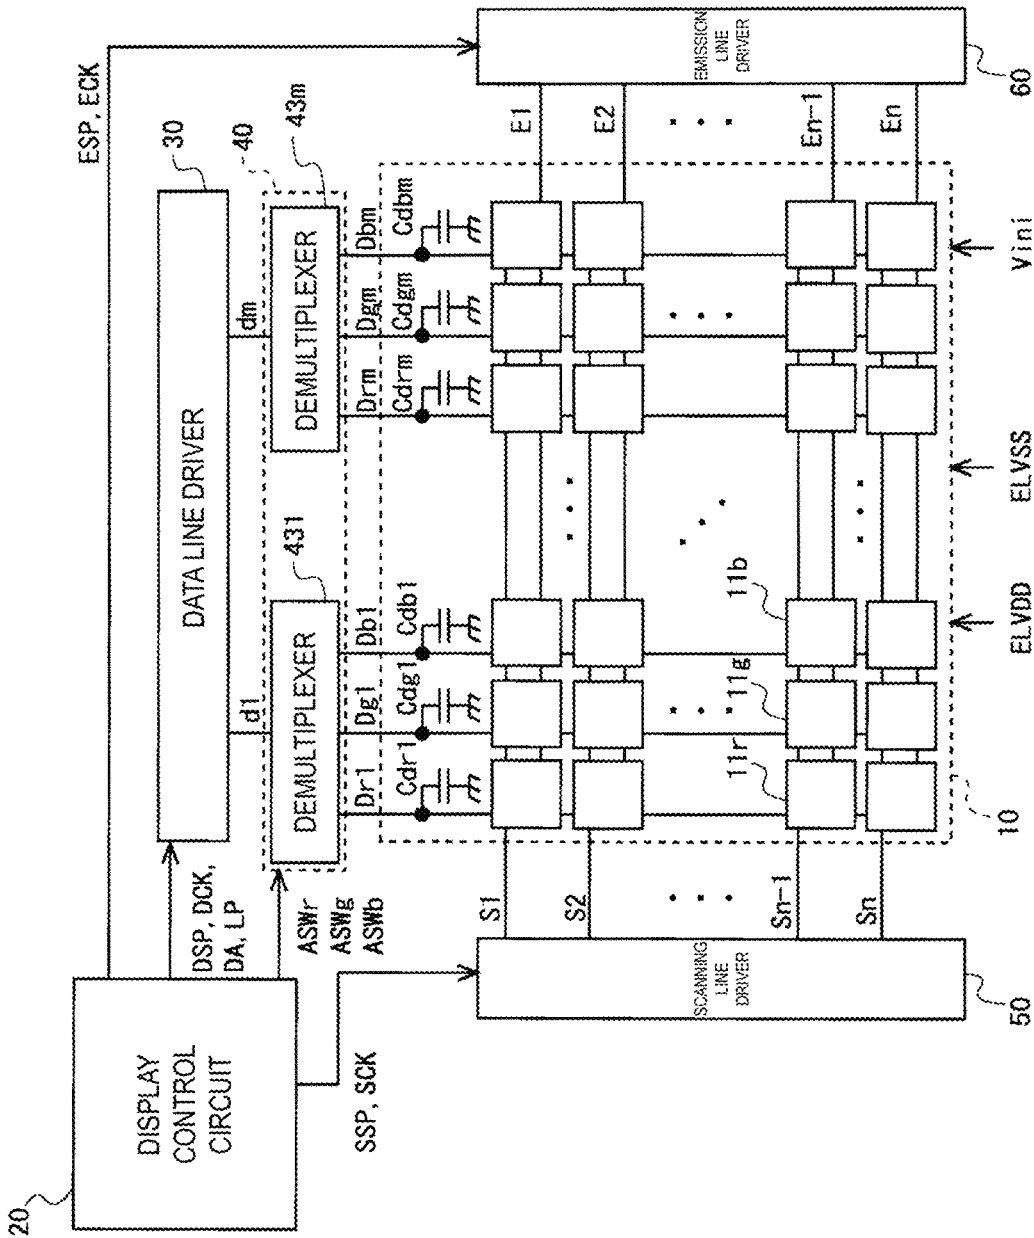 20
DISPLAY
CONTROL
CIRCUIT
ESP, ECK
DSP, DCK,
DA, LP
ASWr
ASWg
ASWb
SSP, SCK
30
DATA LINE DRIVER
d1
dm
40
43m
431
DEMULTIPLEXER
DEMULTIPLEXER
Dr1
Dg1
Db1
Drm
Dgm
Dbm
Cdr1
Cdg1
Cdb1
Cdrm
Cdgm
Cdbm
SCANNING
LINE
DRIVER
50
S1
S2
Sn-1
Sn
EMISSION
LINE
DRIVER
60
E1
E2
En-1
En
11r
11g
11b
10
ELVDD
ELVSS
Vini